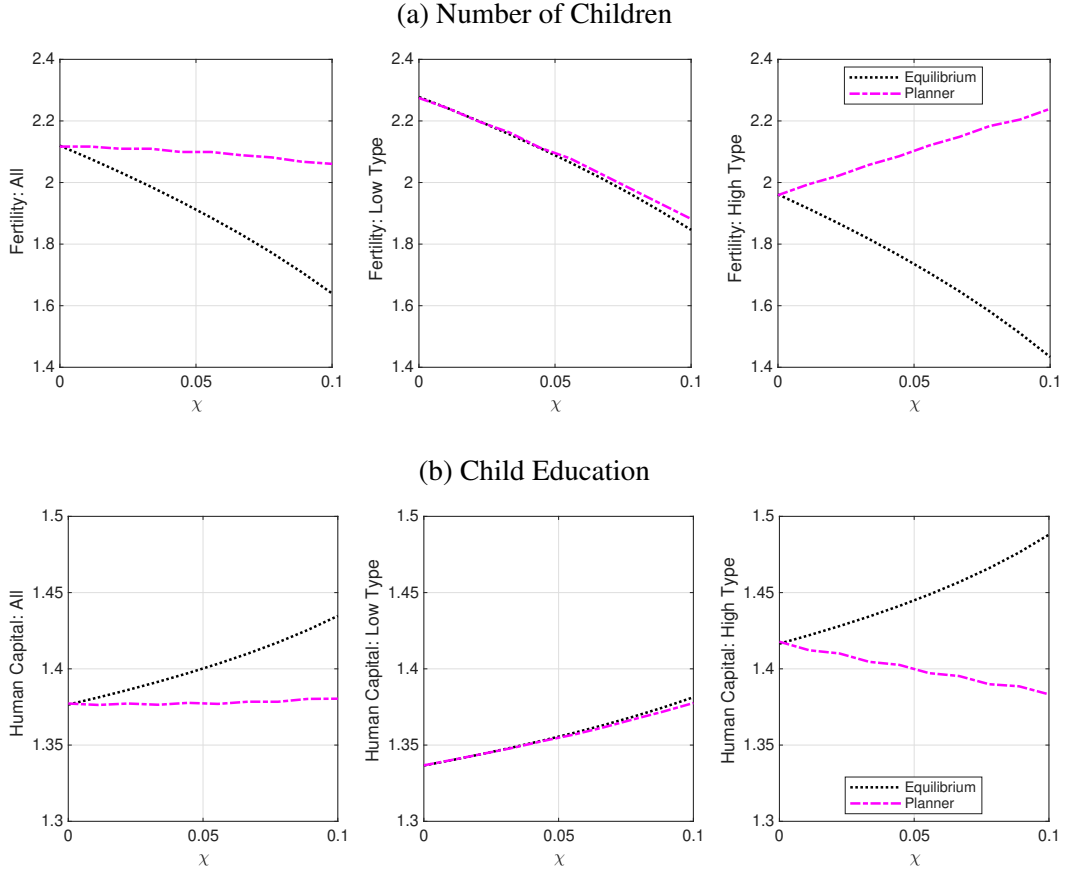 (a) Number of Children
Fertility: All
2.4
2.2
2
1.8
1.6
1.4
0
0.05
0.1
χ
Fertility: Low Type
2.4
2.2
2
1.8
1.6
1.4
0
0.05
0.1
χ
Fertility: High Type
2.4
2.2
2
1.8
1.6
1.4
0
0.05
0.1
χ
Equilibrium
Planner
(b) Child Education
Human Capital: All
1.5
1.45
1.4
1.35
1.3
0
0.05
0.1
χ
Human Capital: Low Type
1.5
1.45
1.4
1.35
1.3
0
0.05
0.1
χ
Human Capital: High Type
1.5
1.45
1.4
1.35
1.3
0
0.05
0.1
χ
Equilibrium
Planner